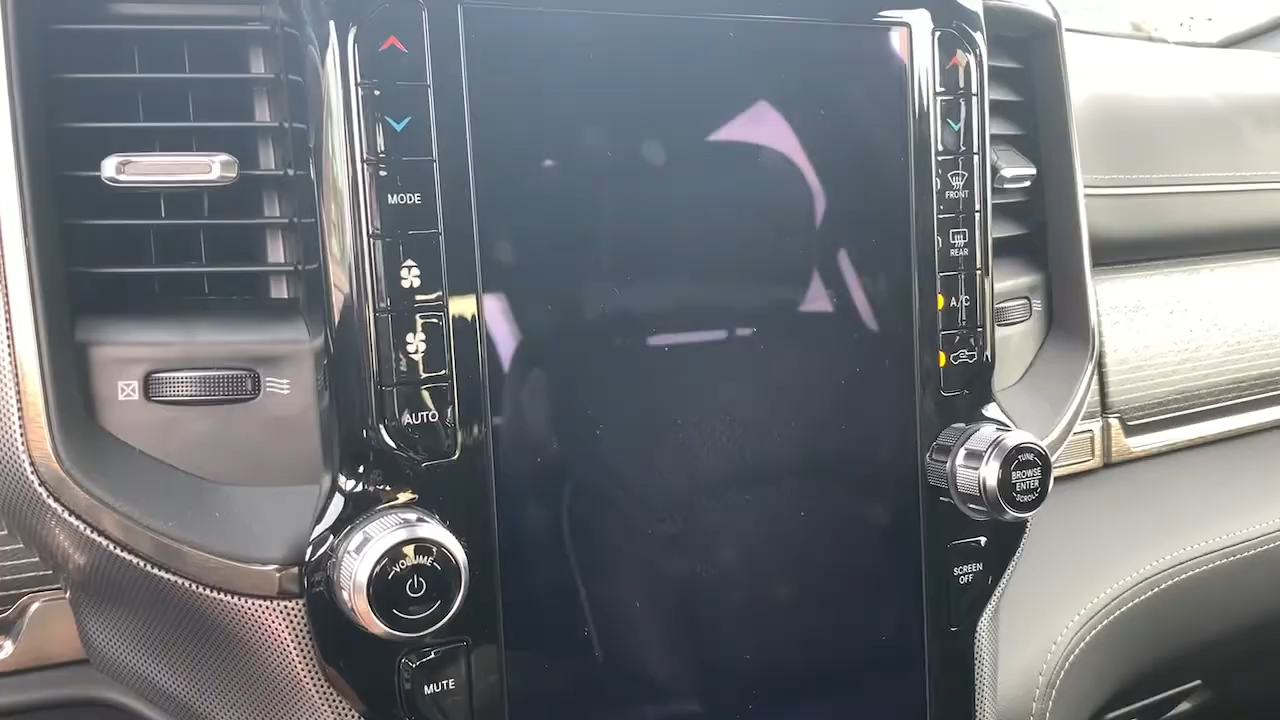 MODE
AUTO
VOLUME
MUTE
FRONT
REAR
A/C
TUNE
BROWSE
ENTER
SCROLL
SCREEN
OFF